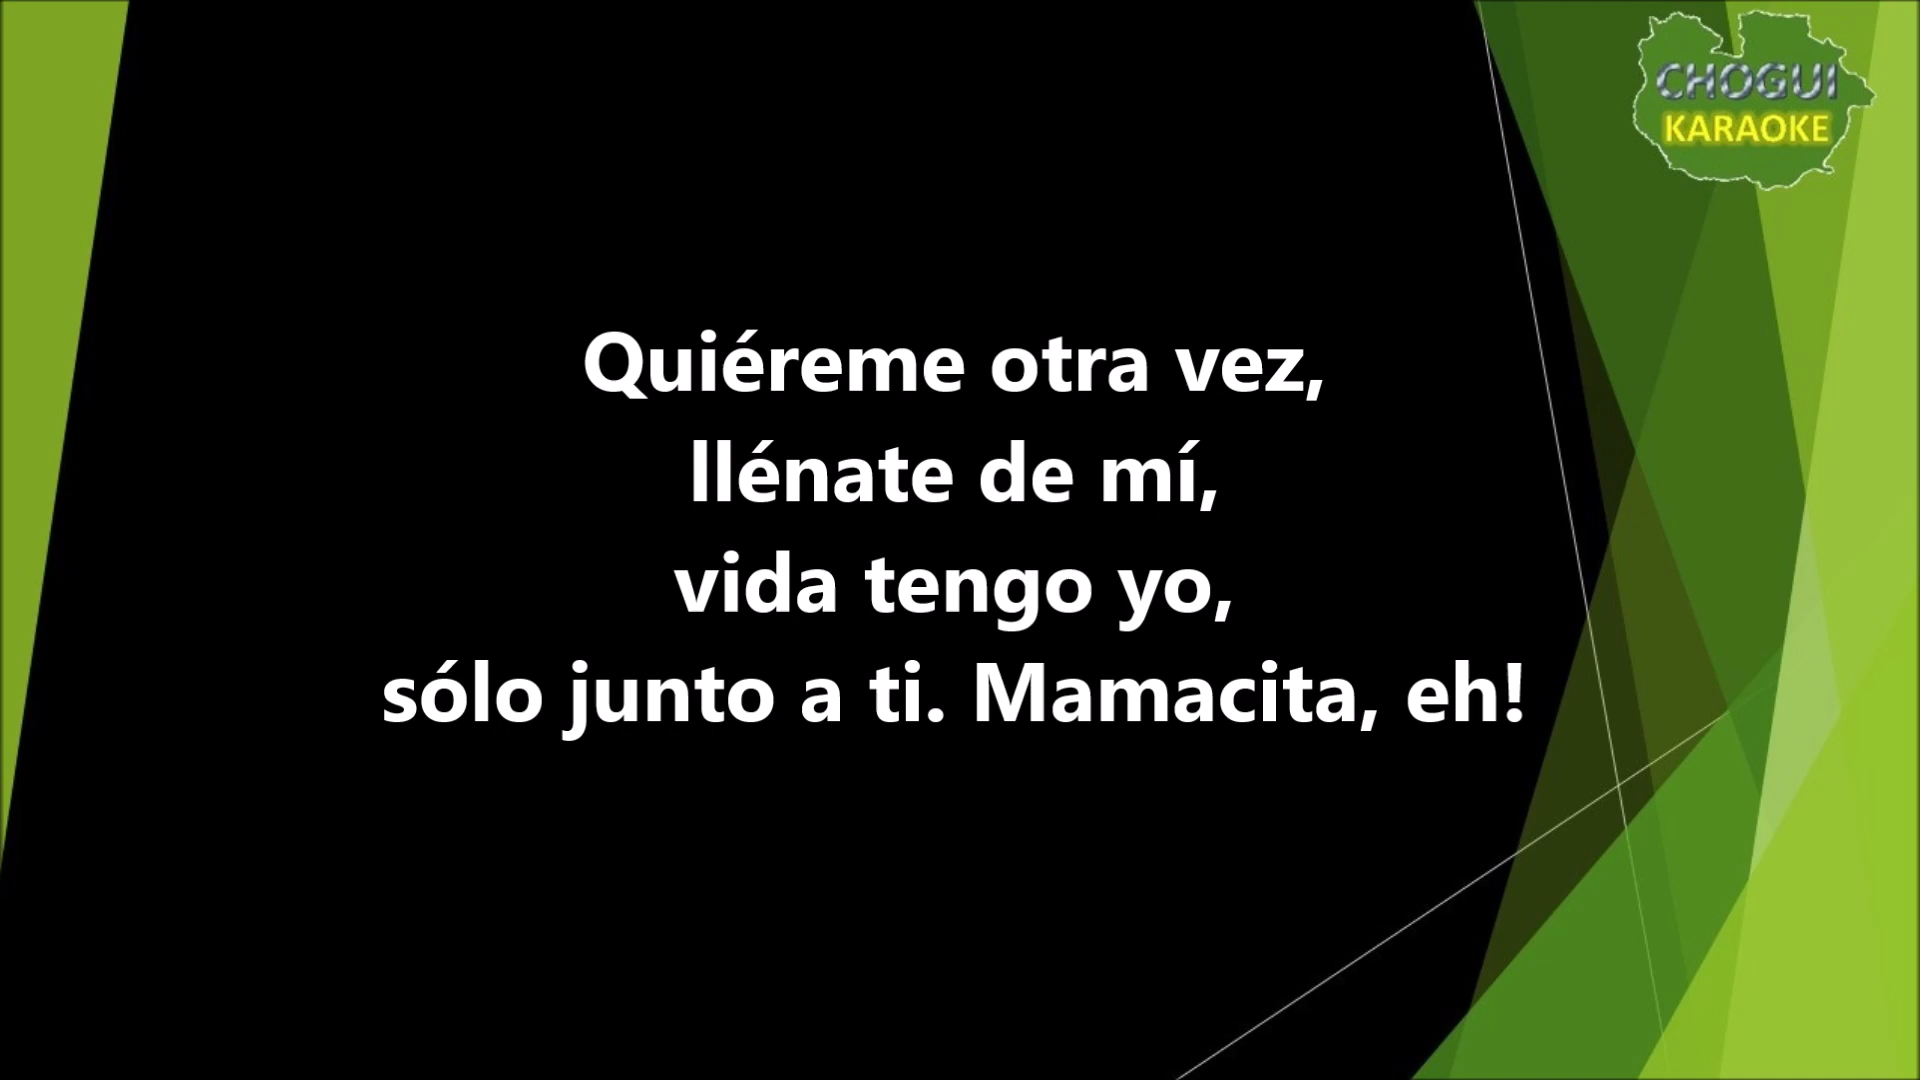 CHOGUI
KARAOKE
Quiéreme otra vez,
llénate de mí,
vida tengo yo,
sólo junto a ti. Mamacita, eh!